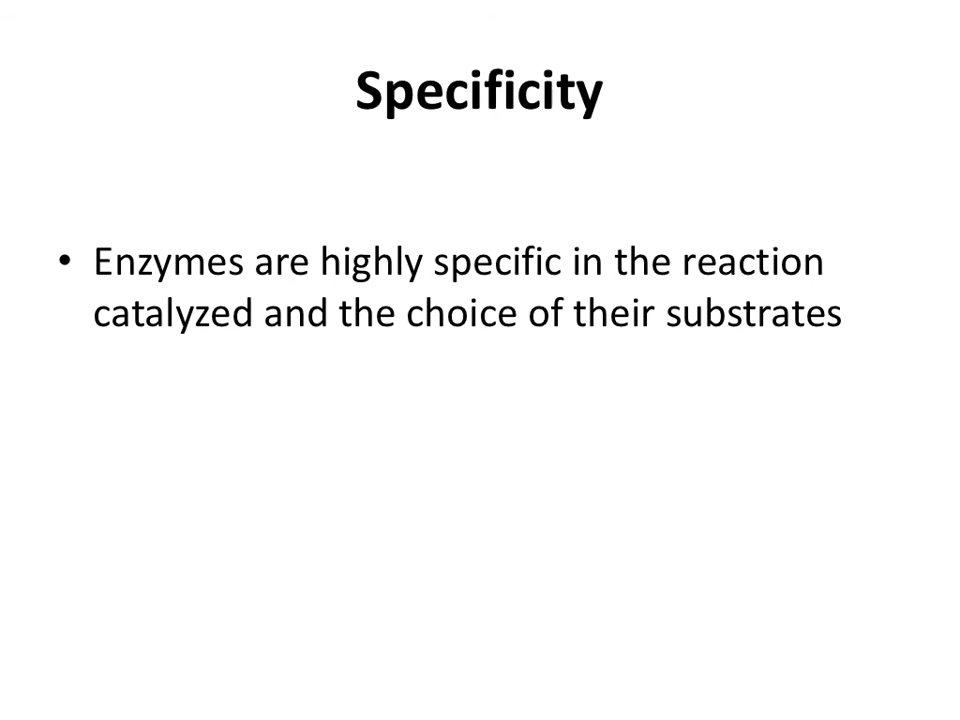 Specificity
• Enzymes are highly specific in the reaction
catalyzed and the choice of their substrates